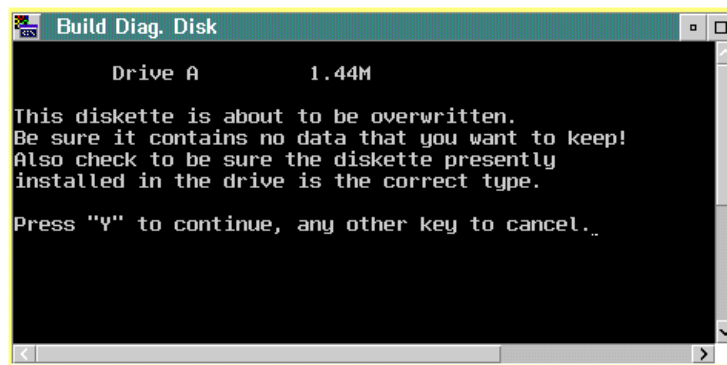 Build Diag. Disk
Drive A 1.44M
This diskette is about to be overwritten.
Be sure it contains no data that you want to keep!
Also check to be sure the diskette presently
installed in the drive is the correct type.
Press "Y" to continue, any other key to cancel.